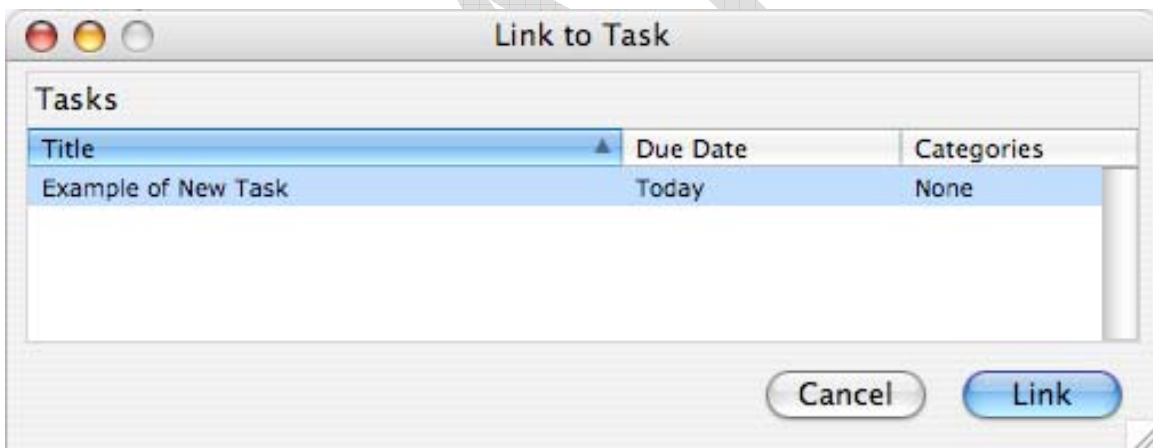 Link to Task
Tasks
Title Due Date Categories
Example of New Task Today None
Cancel Link